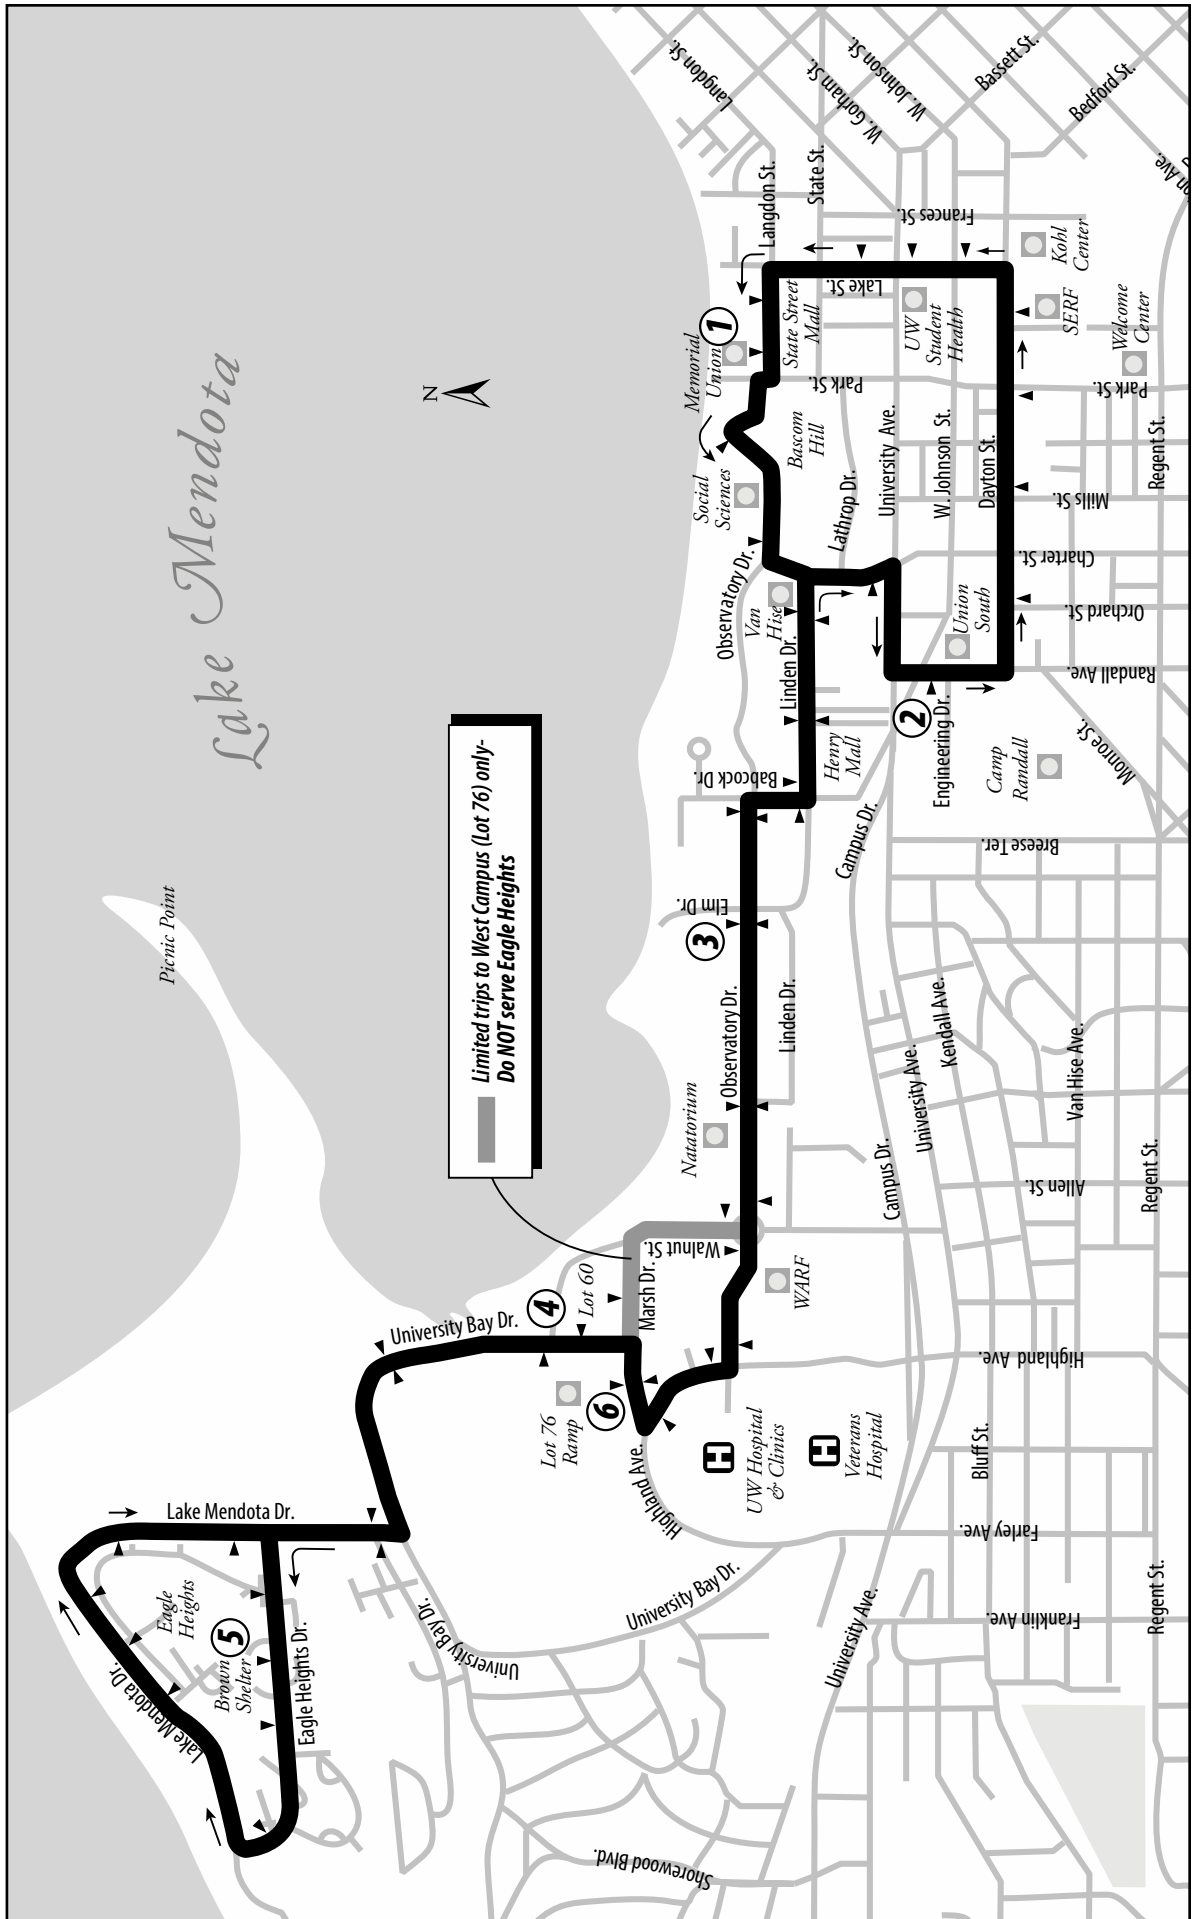 Lake Mendota
Picnic Point
N
Limited trips to West Campus (Lot 76) only-
Do NOT serve Eagle Heights
Lake Mendota Dr.
Lake Mendota Dr.
Eagle
Heights
5
Brown
Shelter
Eagle Heights Dr.
University Bay Dr.
University Bay Dr.
University Bay Dr.
University Bay Dr.
4
Lot 60
Lot 76
Ramp
6
Marsh Dr.
Walnut St.
Highland Ave.
Highland Ave.
UW Hospital
& Clinics
H
Veterans
Hospital
H
WARF
Natatorium
Observatory Dr.
Linden Dr.
3
Elm Dr.
Babcock Dr.
Henry
Mall
Linden Dr.
Van
Hise
Observatory Dr.
Social
Sciences
Memorial
Union
1
State Street
Mall
Bascom
Hill
Lathrop Dr.
Park St.
Lake St.
Langdon St.
Langdon St.
State St.
W. Gorham St.
W. Johnson St.
Bassett St.
Bedford St.
Frances St.
Kohl
Center
SERF
Welcome
Center
UW
Student
Health
University Ave.
W. Johnson St.
Dayton St.
Park St.
Regent St.
Mills St.
Charter St.
Orchard St.
Randall Ave.
Monroe St.
Union
South
2
Engineering Dr.
Camp
Randall
Breese Ter.
Campus Dr.
Campus Dr.
Kendall Ave.
University Ave.
Van Hise Ave.
Allen St.
Regent St.
Highland Ave.
Bluff St.
Farley Ave.
Franklin Ave.
Regent St.
University Ave.
Shorewood Blvd.